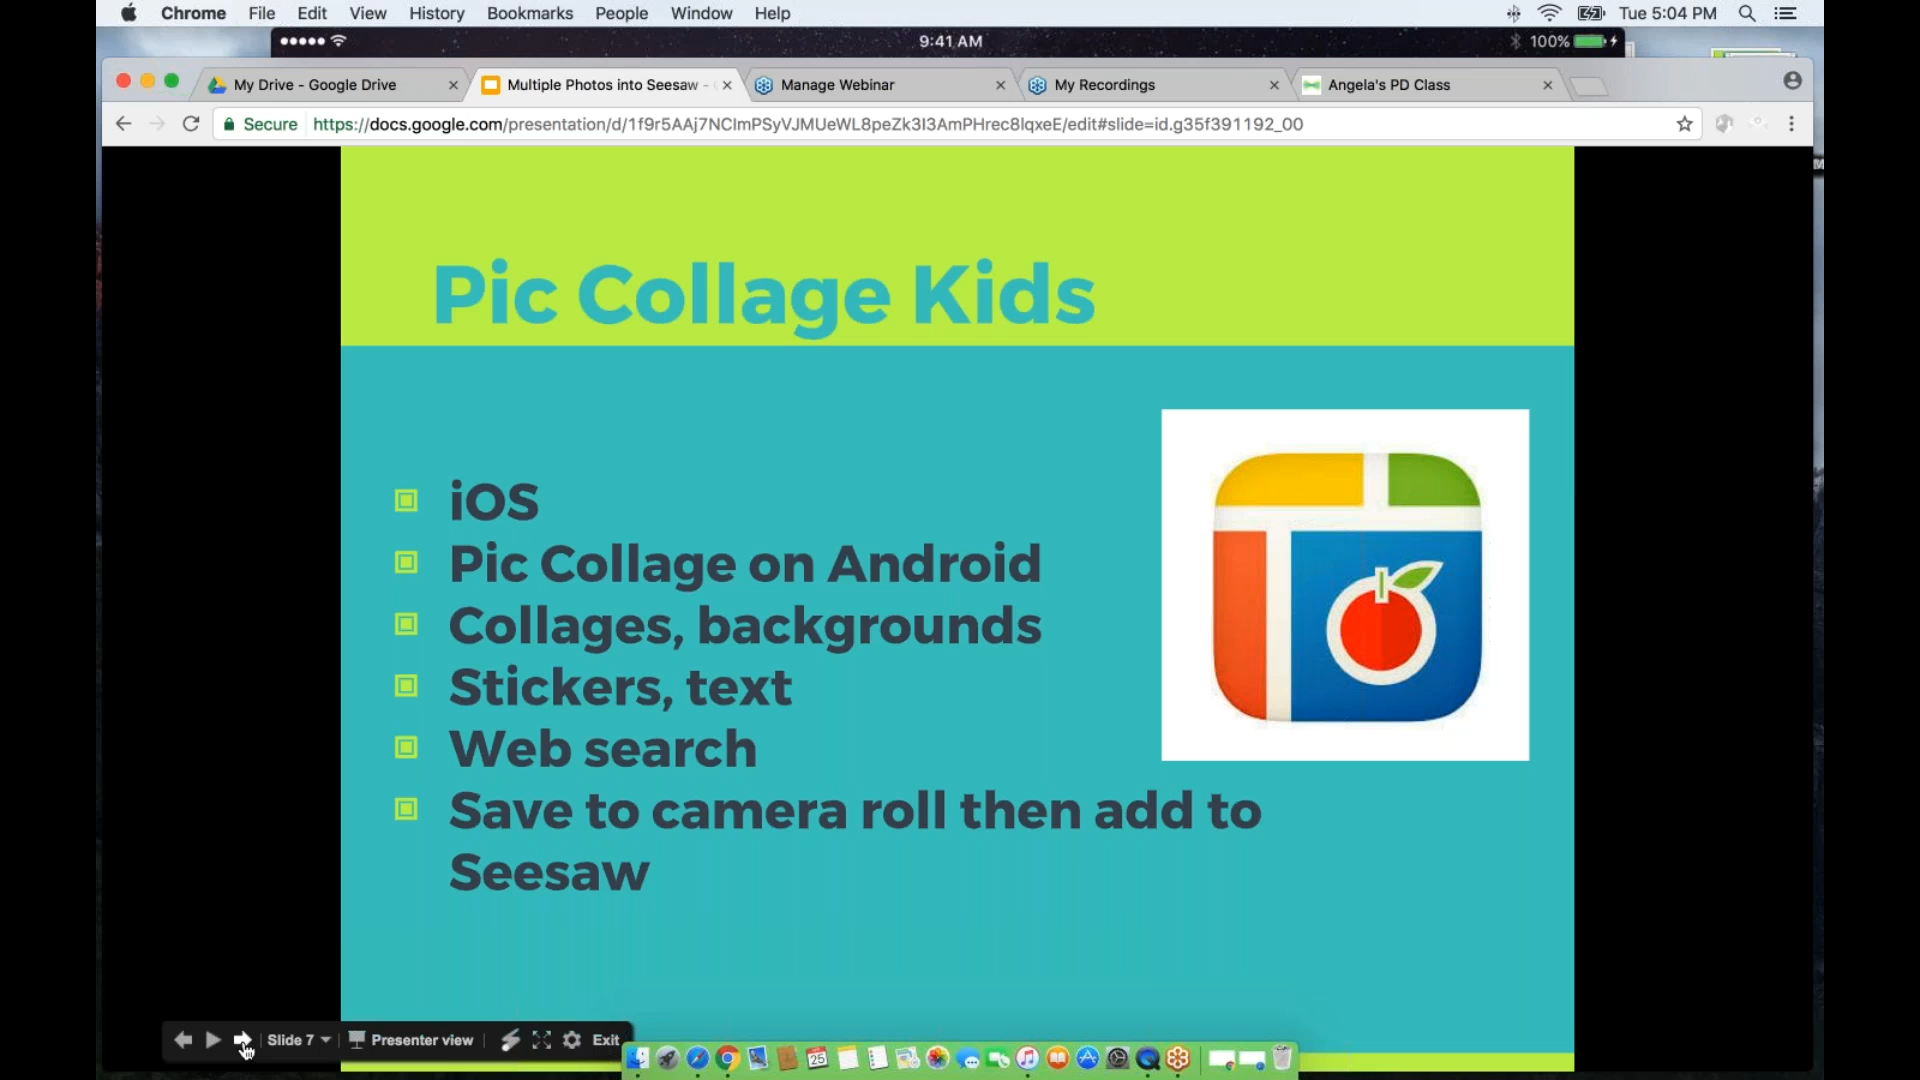 Chrome File Edit View History Bookmarks People Window Help Tue 5:04 PM
9:41 AM 100%
My Drive - Google Drive Multiple Photos into Seesaw - Manage Webinar My Recordings Angela's PD Class
Secure https://docs.google.com/presentation/d/1f9r5AAj7NCImPSyVJMUeWL8peZk3I3AmPHrec8lqxeE/edit#slide=id.g35f391192_00
Pic Collage Kids
iOS
Pic Collage on Android
Collages, backgrounds
Stickers, text
Web search
Save to camera roll then add to
Seesaw
Slide 7 Presenter view Exit
25